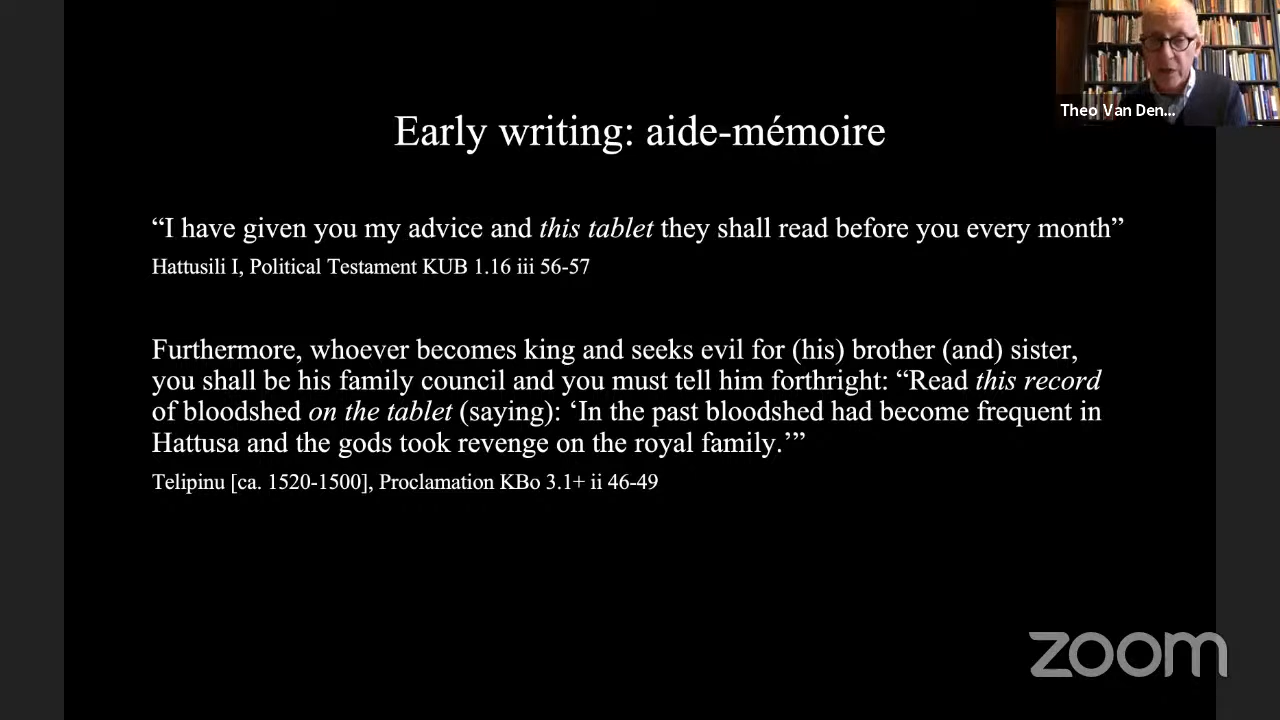 Theo Van Den...
Early writing: aide-mémoire
“I have given you my advice and this tablet they shall read before you every month”
Hattusili I, Political Testament KUB 1.16 iii 56-57
Furthermore, whoever becomes king and seeks evil for (his) brother (and) sister,
you shall be his family council and you must tell him forthright: “Read this record
of bloodshed on the tablet (saying): ‘In the past bloodshed had become frequent in
Hattusa and the gods took revenge on the royal family.’”
Telipinu [ca. 1520-1500], Proclamation KBo 3.1+ ii 46-49
zoom